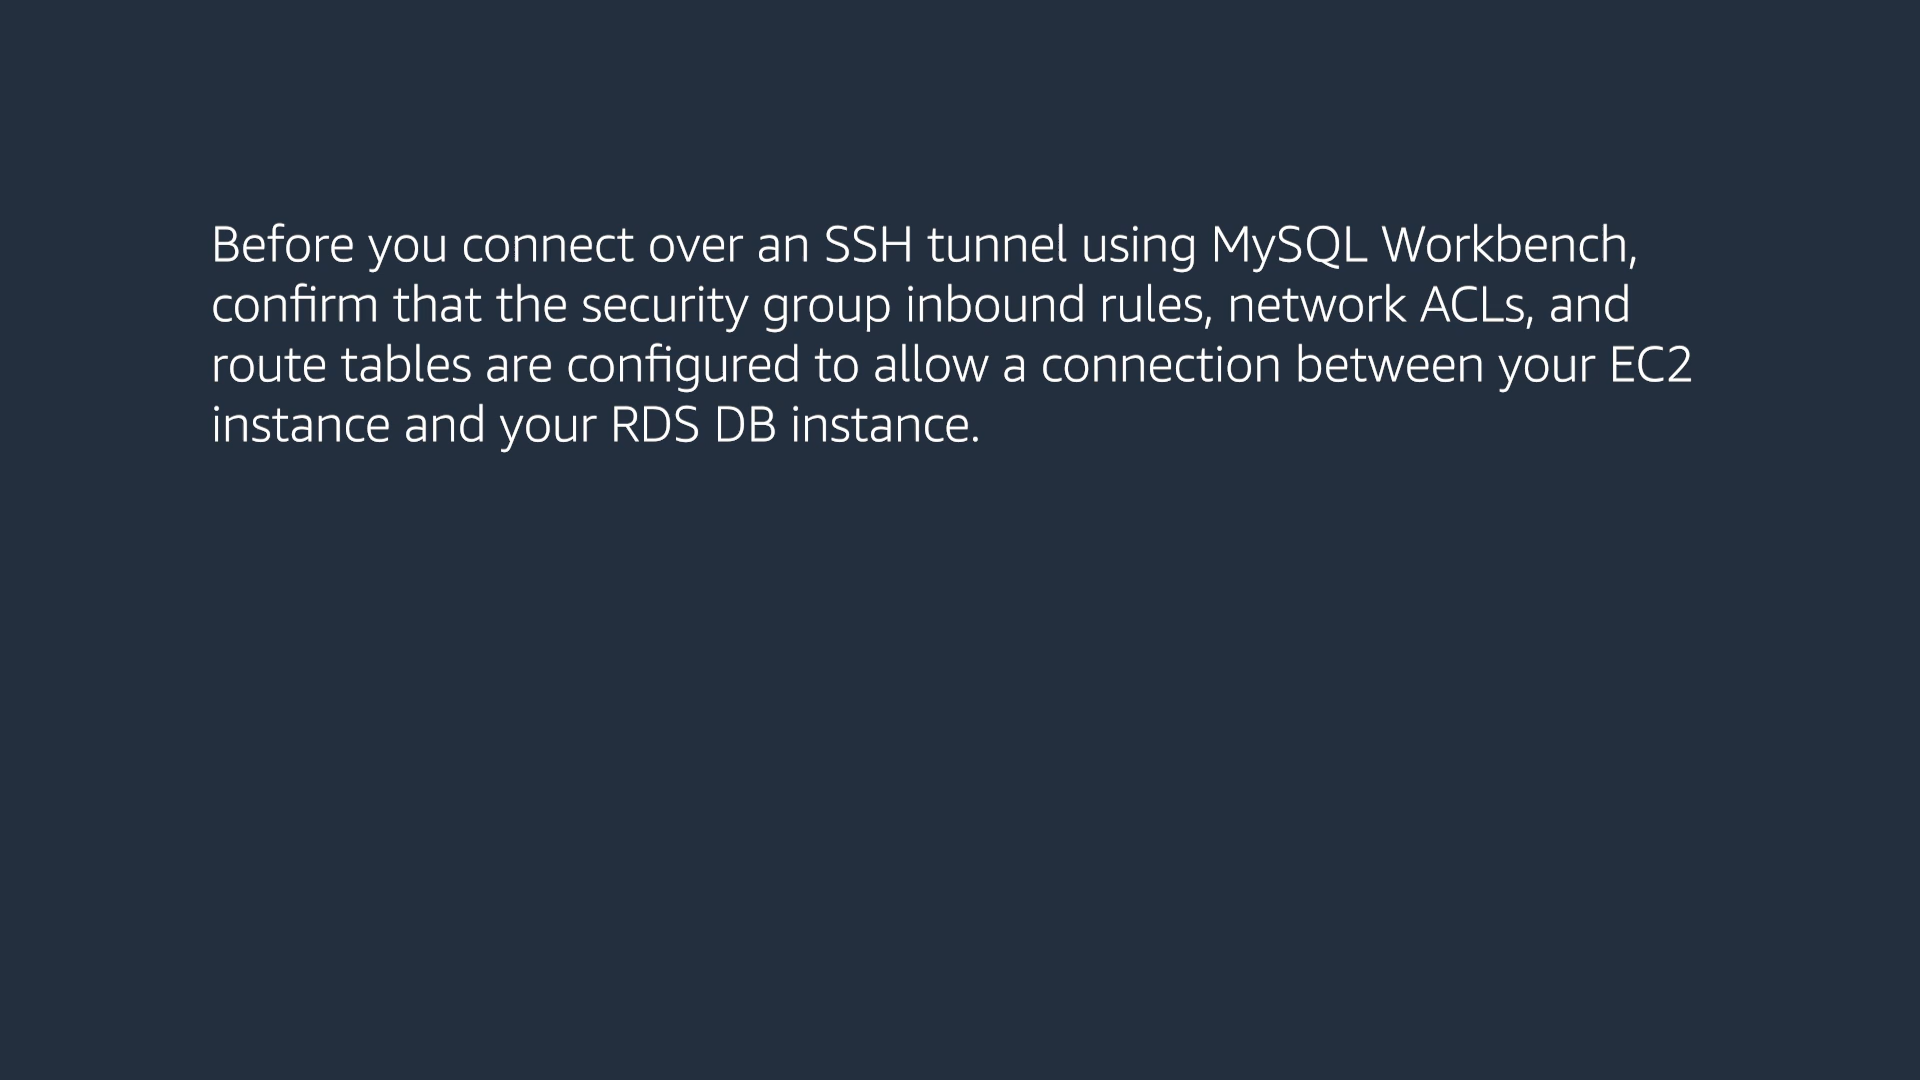 Before you connect over an SSH tunnel using MySQL Workbench,
confirm that the security group inbound rules, network ACLs, and
route tables are configured to allow a connection between your EC2
instance and your RDS DB instance.